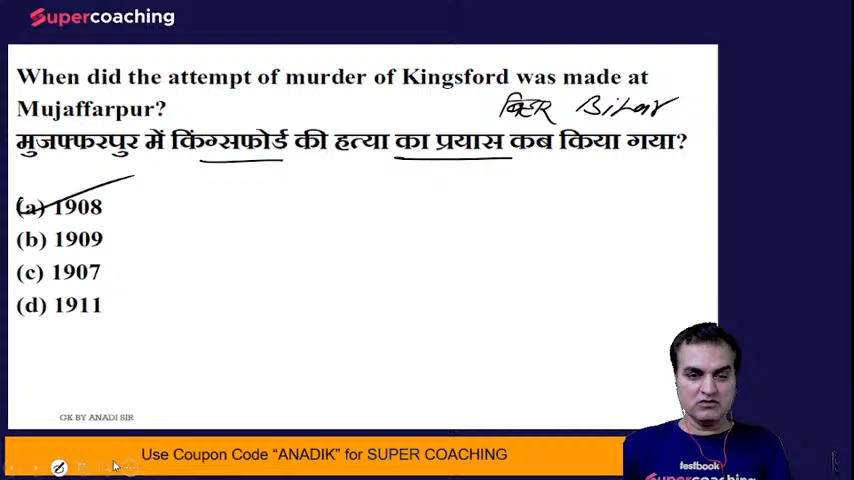 Supercoaching
When did the attempt of murder of Kingsford was made at
Mujaffarpur?
बिहार Bihar
मुजफ्फरपुर में किंग्सफोर्ड की हत्या का प्रयास कब किया गया?
(a) 1908
(b) 1909
(c) 1907
(d) 1911
GK BY ANADI SIR
Use Coupon Code “ANADIK” for SUPER COACHING
testbook
Supercoaching